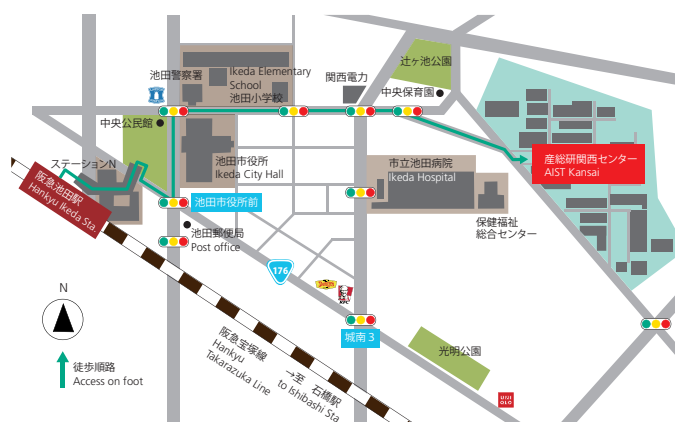 辻ヶ池公園
池田警察署
Ikeda Elementary
School
池田小学校
関西電力
中央保育園
中央公民館
ステーションN
阪急池田駅
Hankyu Ikeda Sta.
池田市役所
Ikeda City Hall
市立池田病院
Ikeda Hospital
産総研関西センター
AIST Kansai
池田市役所前
保健福祉
総合センター
池田郵便局
Post office
176
N
城南 3
徒歩順路
Access on foot
阪急宝塚線
Hankyu
Takarazuka Line
→至 石橋駅
to Ishibashi Sta
光明公園
UNI
QLO